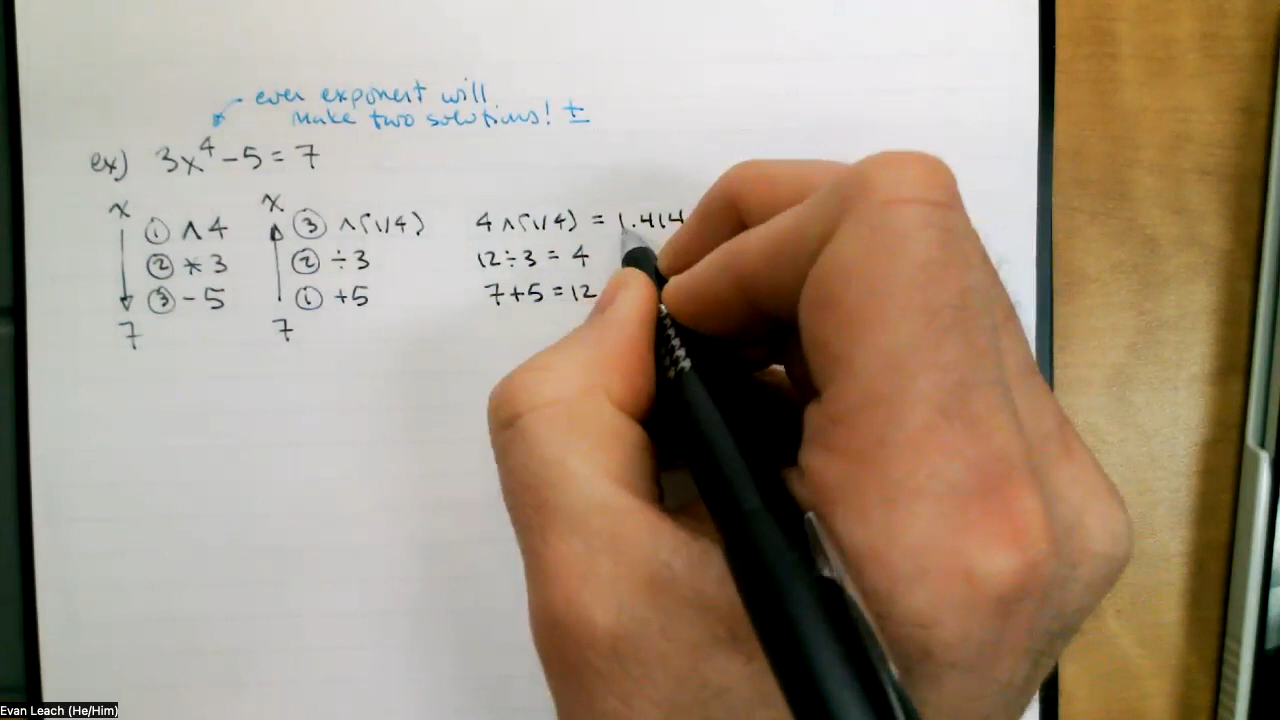 even exponent will
make two solutions! ±
ex) 3x⁴-5=7
x x
① ∧4 ③ ∧(1/4) 4∧(1/4) = 1.414
② *3 ② ÷3 12÷3=4
③ -5 ① +5 7+5=12
7 7
Evan Leach (He/Him)